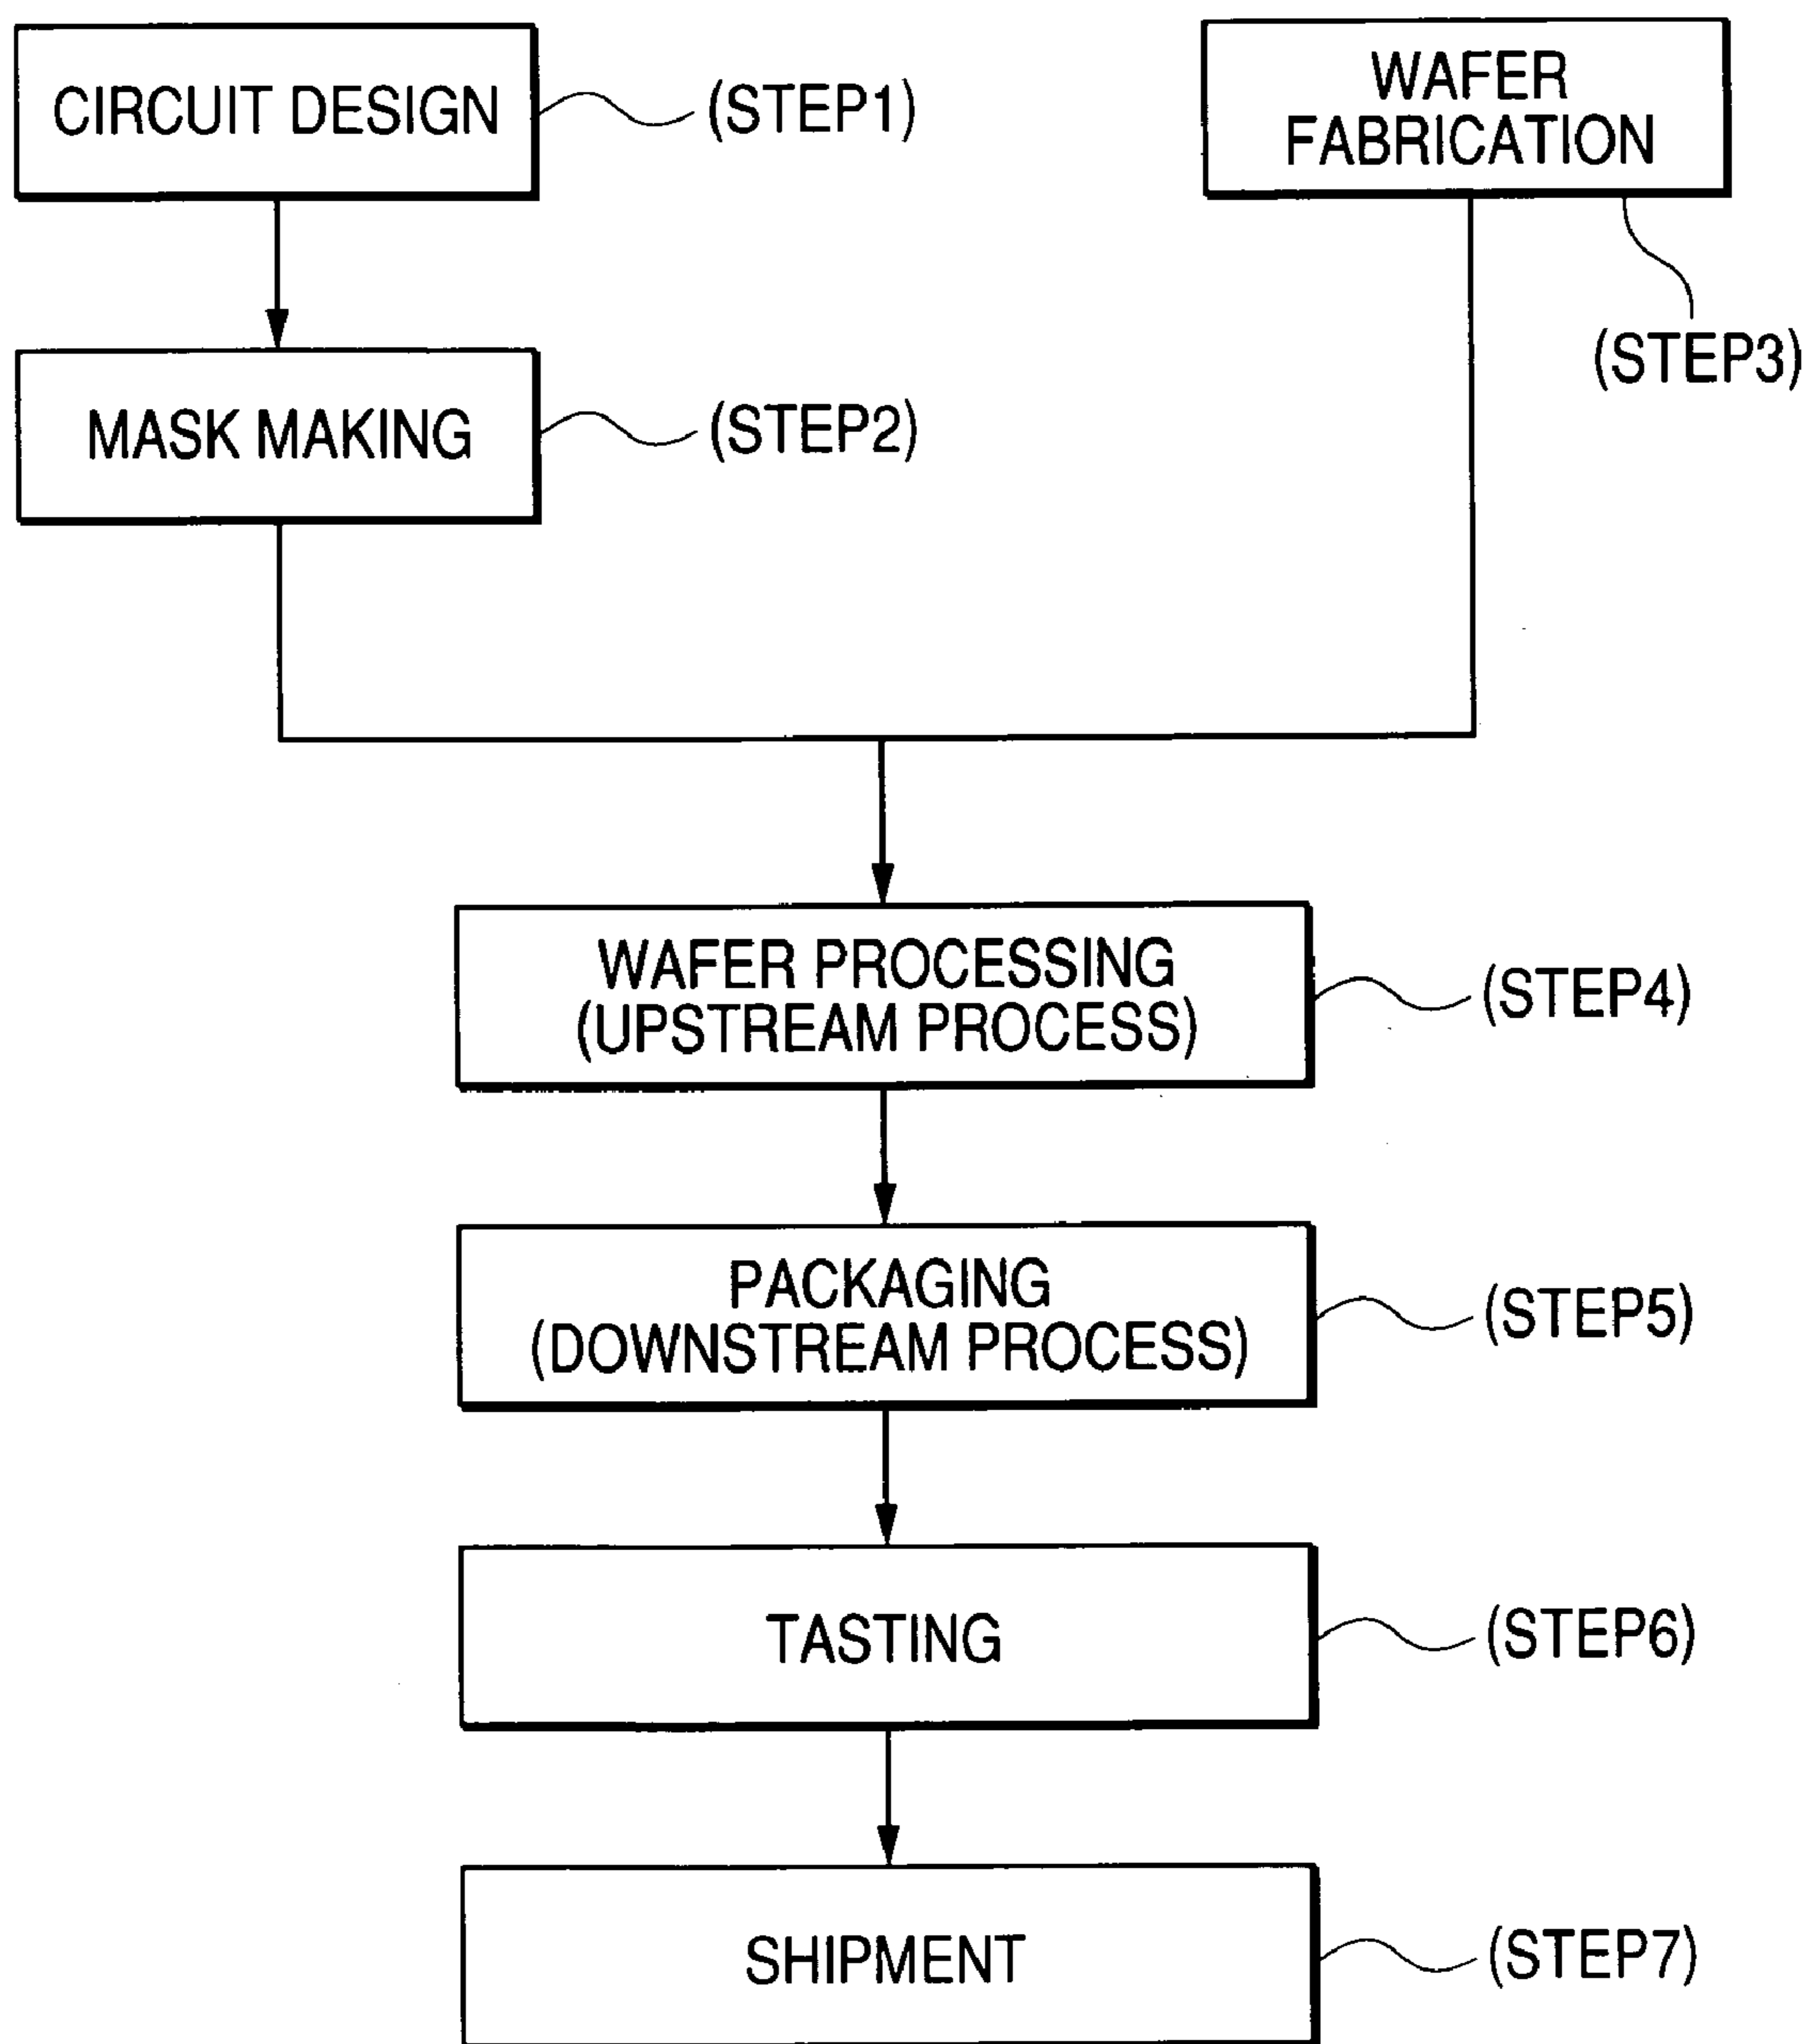 CIRCUIT DESIGN
(STEP1)
WAFER
FABRICATION
(STEP3)
MASK MAKING
(STEP2)
WAFER PROCESSING
(UPSTREAM PROCESS)
(STEP4)
PACKAGING
(DOWNSTREAM PROCESS)
(STEP5)
TASTING
(STEP6)
SHIPMENT
(STEP7)